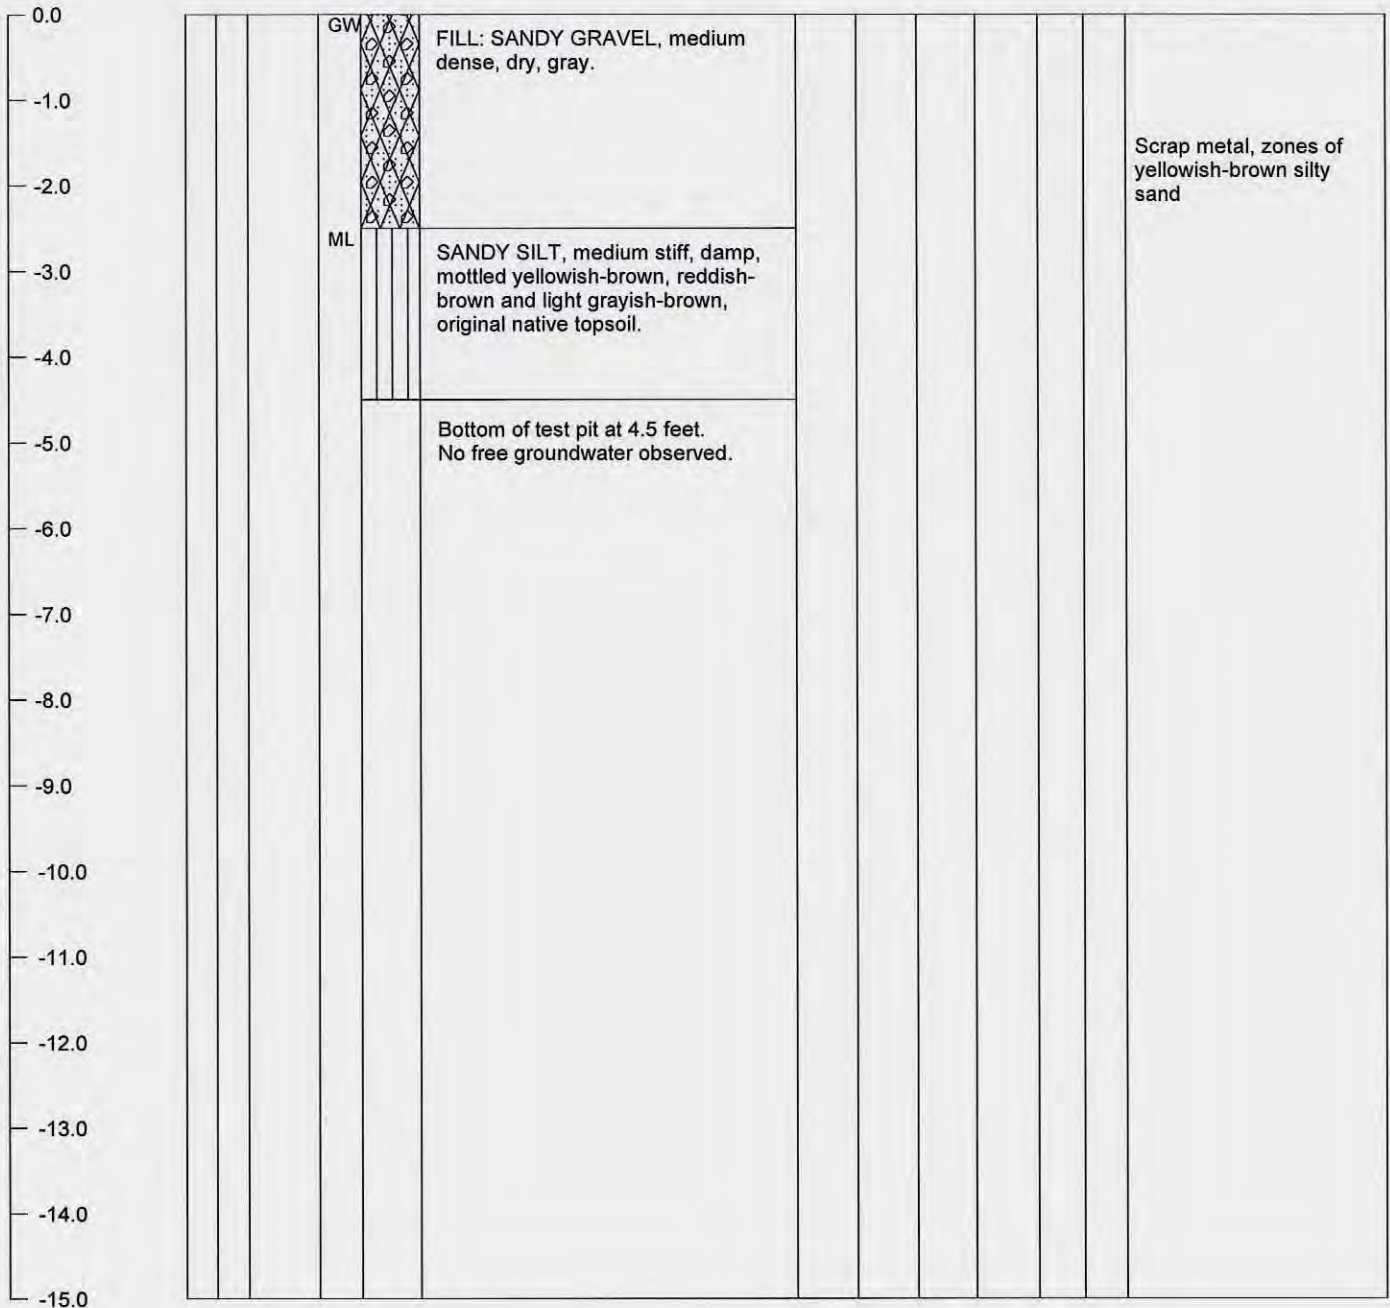 0.0
GW
FILL: SANDY GRAVEL, medium
dense, dry, gray.
-1.0
Scrap metal, zones of
yellowish-brown silty
sand
-2.0
ML
SANDY SILT, medium stiff, damp,
mottled yellowish-brown, reddish-
brown and light grayish-brown,
original native topsoil.
-3.0
-4.0
Bottom of test pit at 4.5 feet.
No free groundwater observed.
-5.0
-6.0
-7.0
-8.0
-9.0
-10.0
-11.0
-12.0
-13.0
-14.0
-15.0